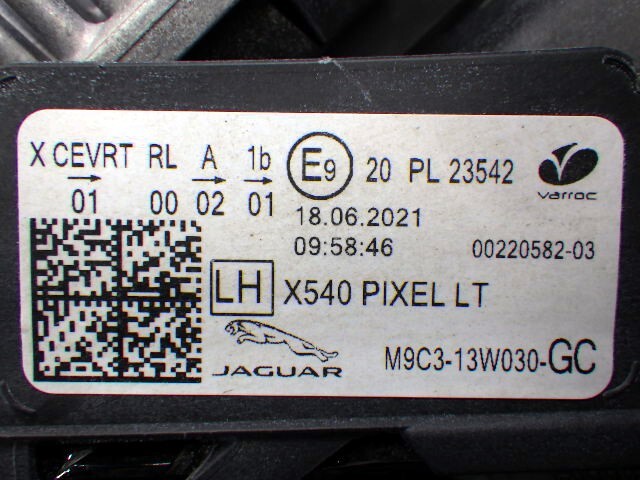 X CEVRT RL A 1b E9 20 PL 23542
01 00 02 01
varroc
18.06.2021
09:58:46 00220582-03
LH X540 PIXEL LT
JAGUAR M9C3-13W030-GC